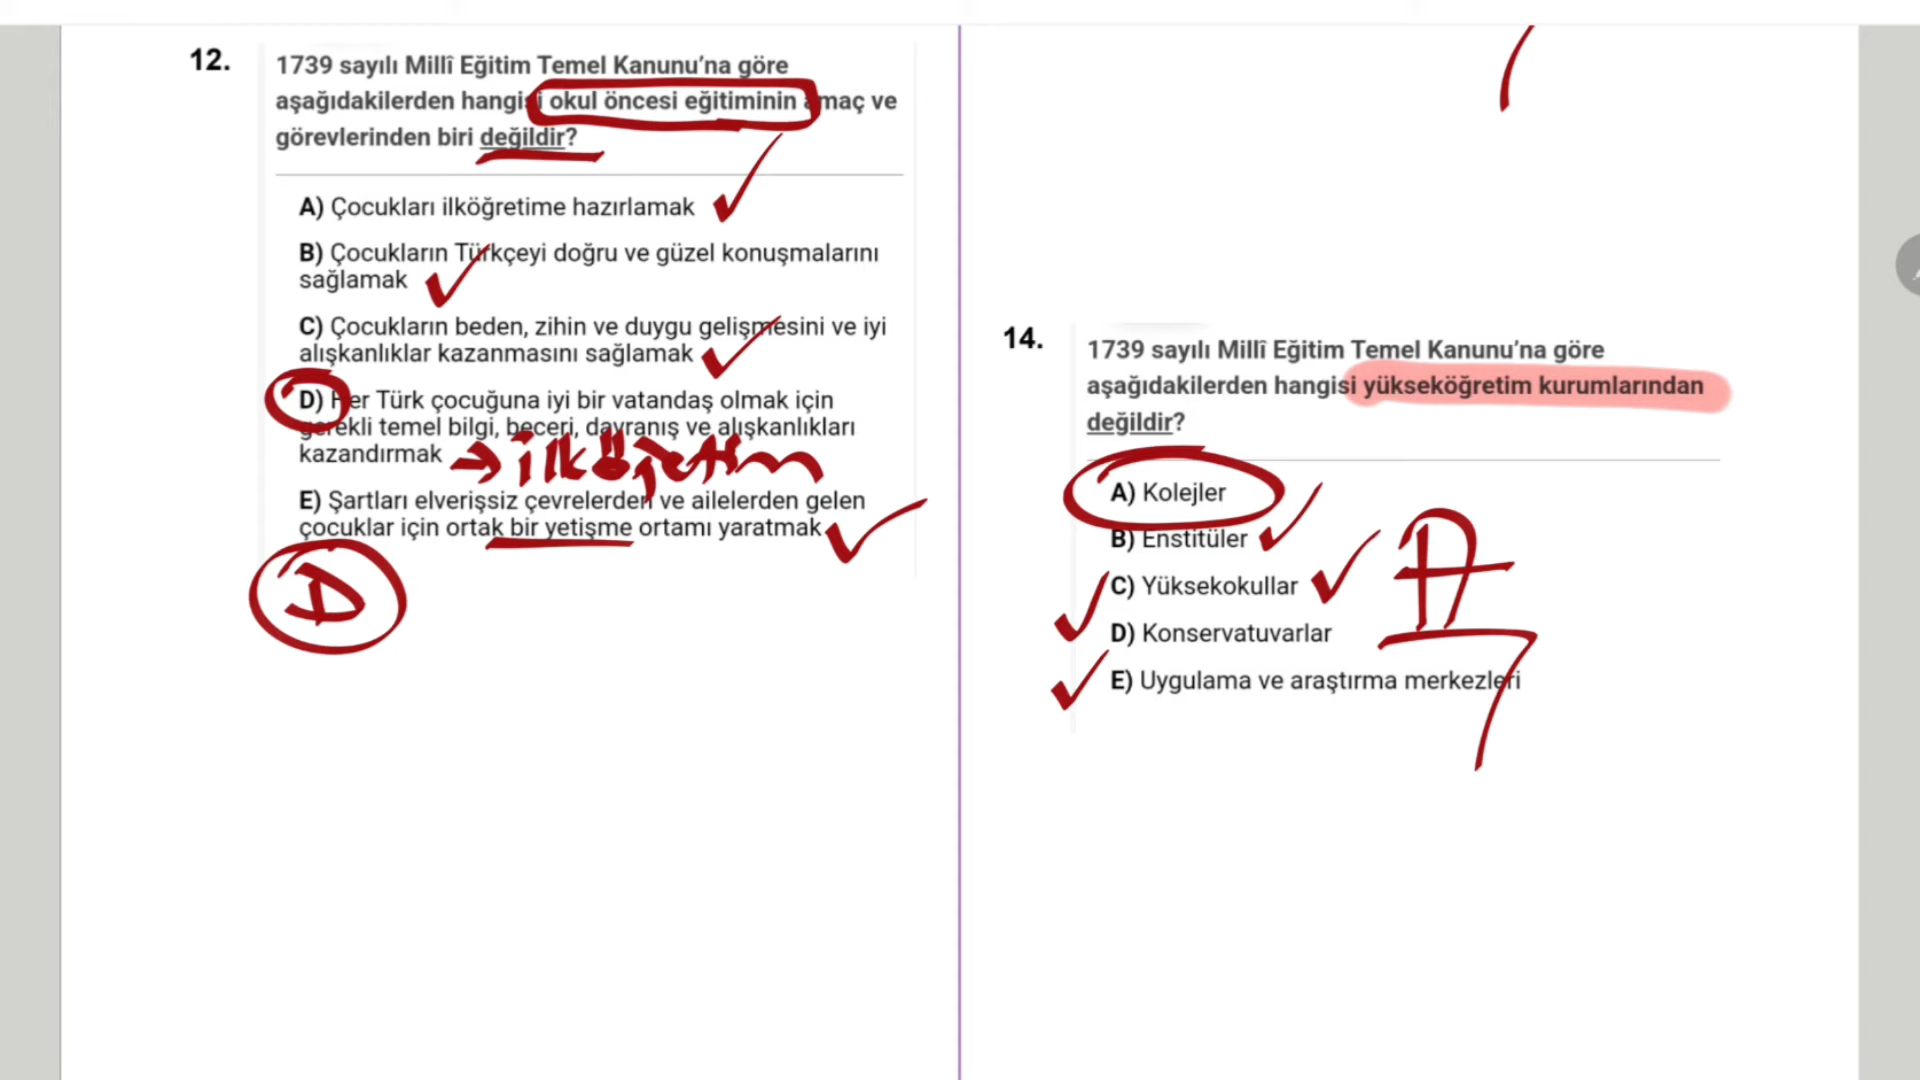 12.
1739 sayılı Millî Eğitim Temel Kanunu’na göre
aşağıdakilerden hangisi okul öncesi eğitiminin amaç ve
görevlerinden biri değildir?
A) Çocukları ilköğretime hazırlamak
B) Çocukların Türkçeyi doğru ve güzel konuşmalarını
sağlamak
C) Çocukların beden, zihin ve duygu gelişmesini ve iyi
alışkanlıklar kazanmasını sağlamak
D) Her Türk çocuğuna iyi bir vatandaş olmak için
gerekli temel bilgi, beceri, davranış ve alışkanlıkları
kazandırmak → ilköğretim
E) Şartları elverişsiz çevrelerden ve ailelerden gelen
çocuklar için ortak bir yetişme ortamı yaratmak
D
14.
1739 sayılı Millî Eğitim Temel Kanunu’na göre
aşağıdakilerden hangisi yükseköğretim kurumlarından
değildir?
A) Kolejler
B) Enstitüler
C) Yüksekokullar
D) Konservatuvarlar
E) Uygulama ve araştırma merkezleri
A